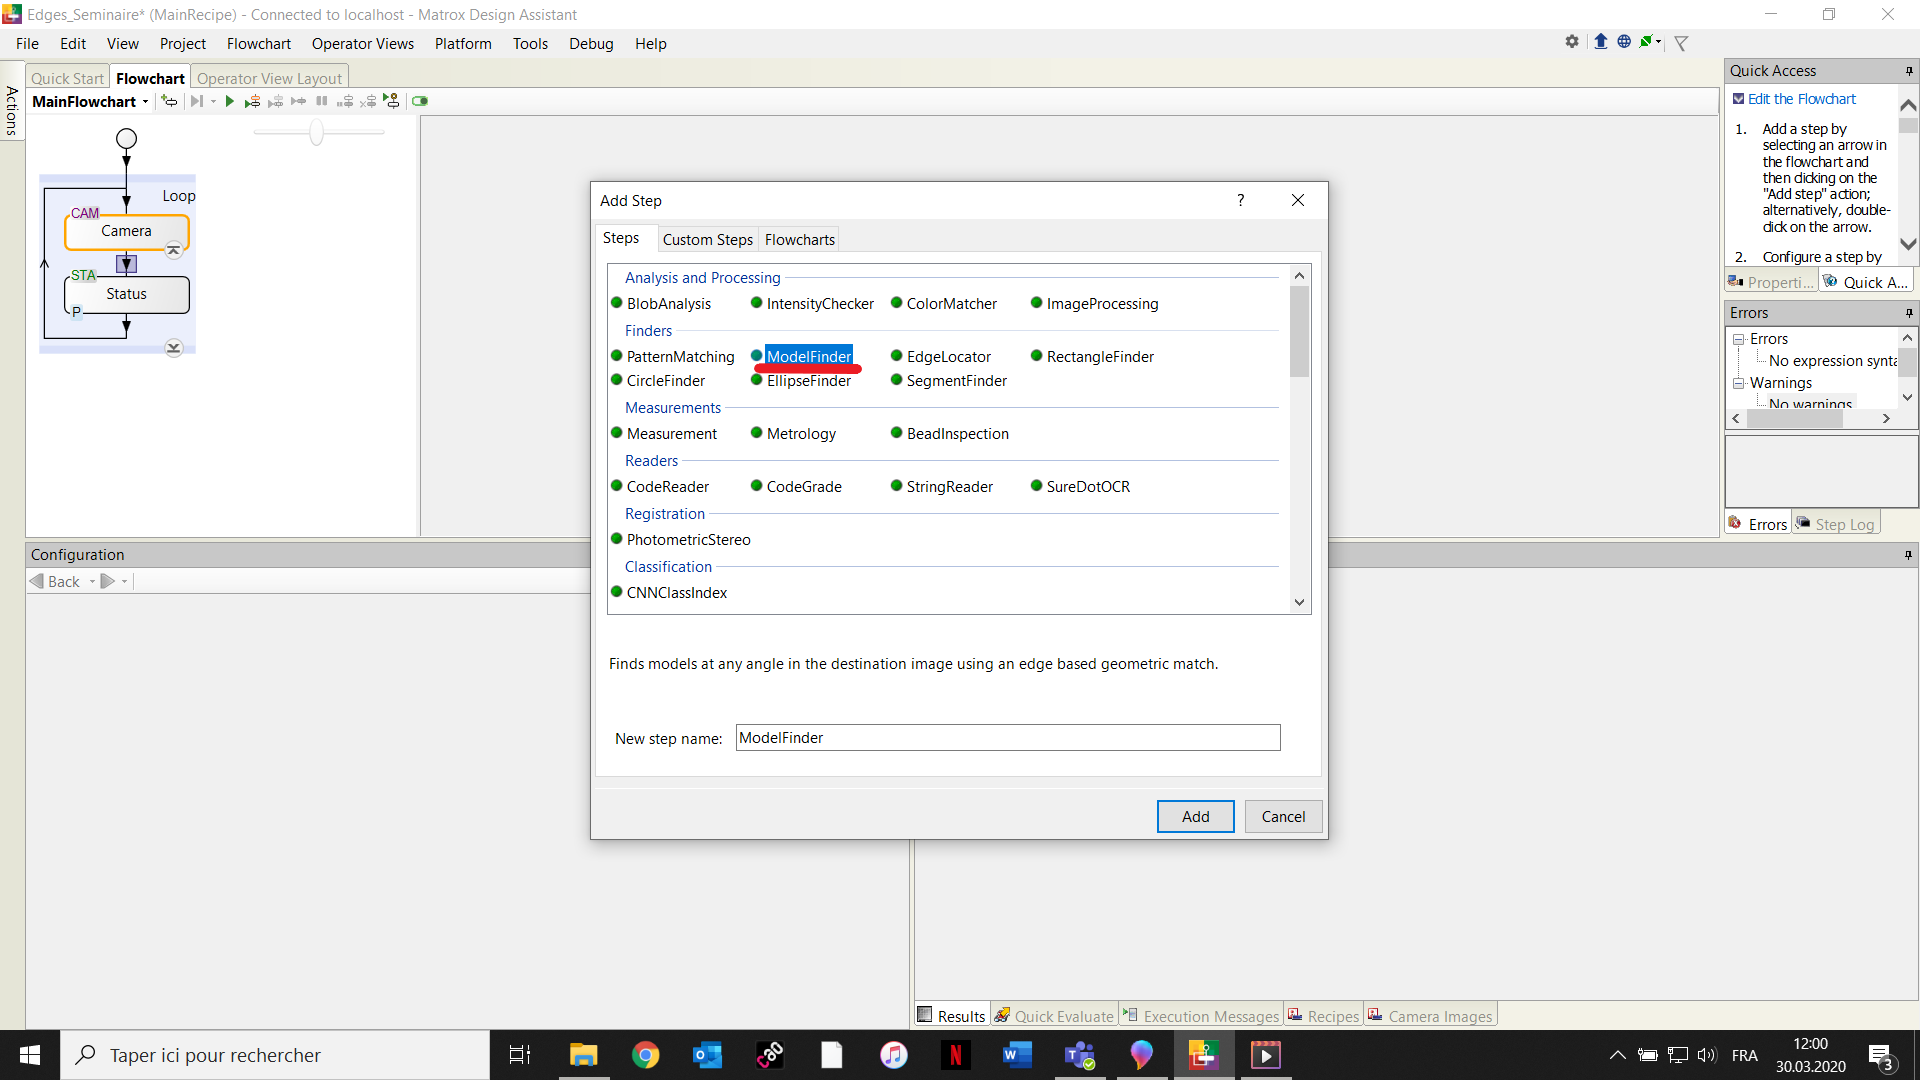 Edges_Seminaire* (MainRecipe) - Connected to localhost - Matrox Design Assistant
File Edit View Project Flowchart Operator Views Platform Tools Debug Help
Actions
Quick Start Flowchart Operator View Layout
MainFlowchart
Loop
CAM
Camera
STA
Status
P
Add Step
?
Steps Custom Steps Flowcharts
Analysis and Processing
BlobAnalysis IntensityChecker ColorMatcher ImageProcessing
Finders
PatternMatching ModelFinder EdgeLocator RectangleFinder
CircleFinder EllipseFinder SegmentFinder
Measurements
Measurement Metrology BeadInspection
Readers
CodeReader CodeGrade StringReader SureDotOCR
Registration
PhotometricStereo
Classification
CNNClassIndex
Finds models at any angle in the destination image using an edge based geometric match.
New step name: ModelFinder
Add Cancel
Quick Access
Edit the Flowchart
1. Add a step by
selecting an arrow in
the flowchart and
then clicking on the
"Add step" action;
alternatively, double-
click on the arrow.
2. Configure a step by
Properti... Quick A...
Errors
Errors
No expression synta
Warnings
No warnings
Errors Step Log
Configuration
Back
Results Quick Evaluate Execution Messages Recipes Camera Images
Taper ici pour rechercher
FRA
12:00
30.03.2020
3